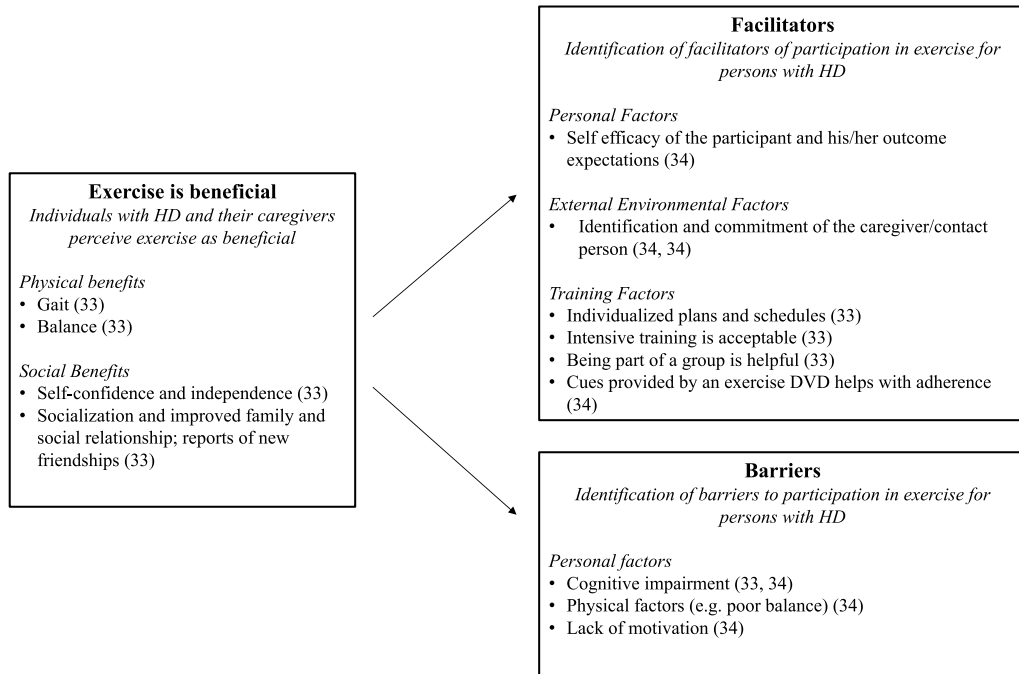 Exercise is beneficial
Individuals with HD and their caregivers
perceive exercise as beneficial
Physical benefits
• Gait (33)
• Balance (33)
Social Benefits
• Self-confidence and independence (33)
• Socialization and improved family and
social relationship; reports of new
friendships (33)
Facilitators
Identification of facilitators of participation in exercise for
persons with HD
Personal Factors
• Self efficacy of the participant and his/her outcome
expectations (34)
External Environmental Factors
• Identification and commitment of the caregiver/contact
person (34, 34)
Training Factors
• Individualized plans and schedules (33)
• Intensive training is acceptable (33)
• Being part of a group is helpful (33)
• Cues provided by an exercise DVD helps with adherence
(34)
Barriers
Identification of barriers to participation in exercise for
persons with HD
Personal factors
• Cognitive impairment (33, 34)
• Physical factors (e.g. poor balance) (34)
• Lack of motivation (34)